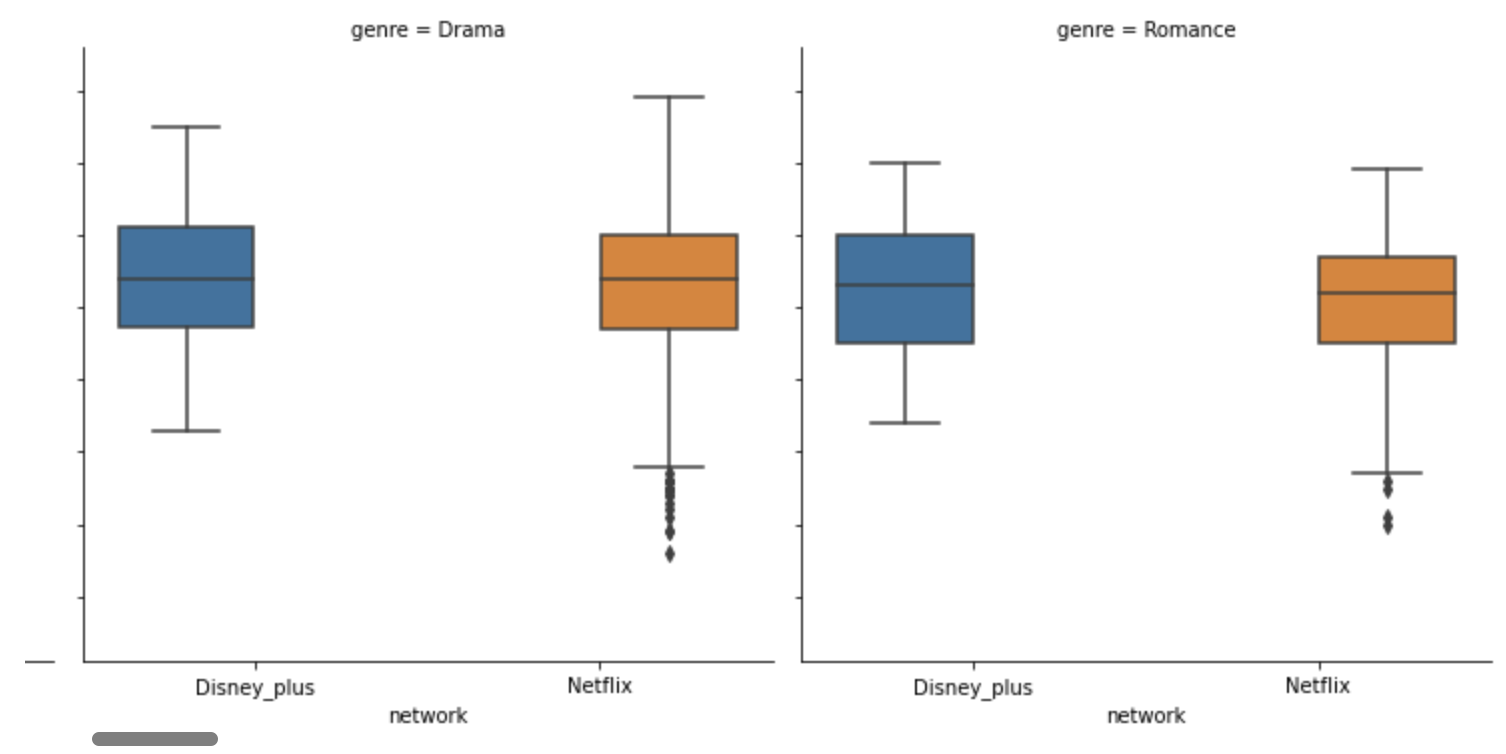 genre = Drama
genre = Romance
Disney_plus
Netflix
Disney_plus
Netflix
network
network